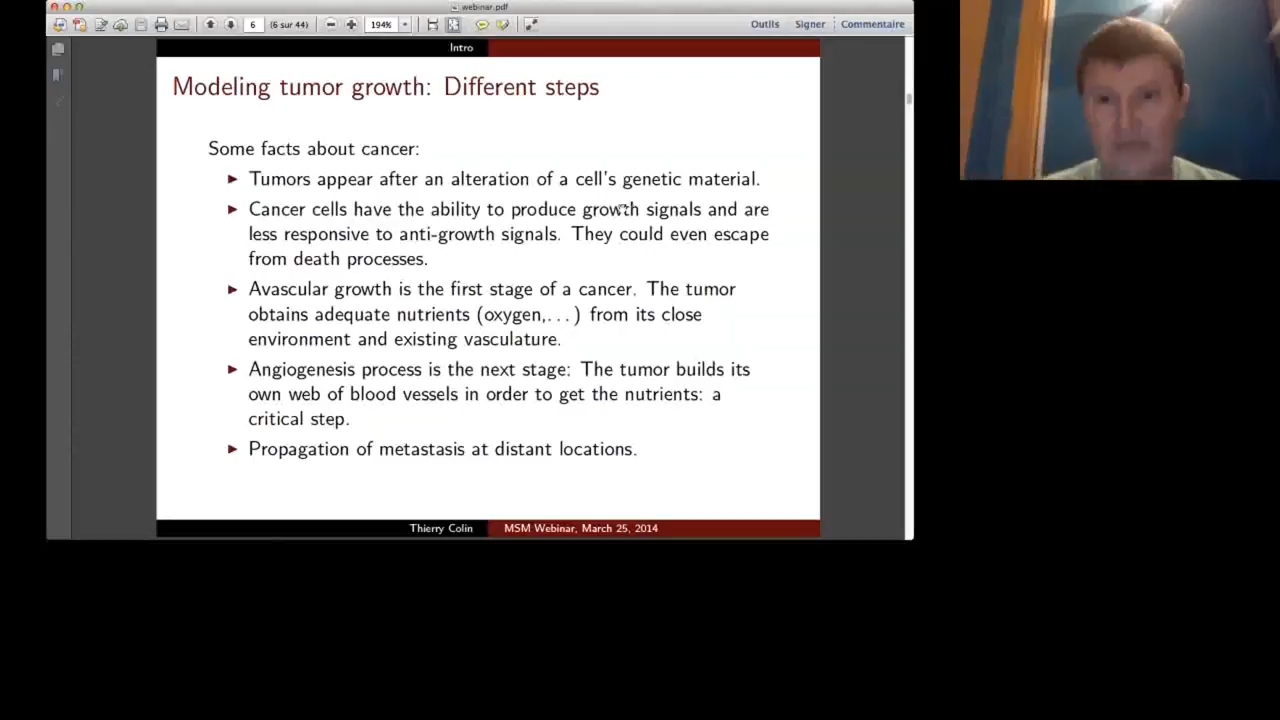 webinar.pdf
6 (6 sur 44) 194% Outils Signer Commentaire
Intro
Modeling tumor growth: Different steps
Some facts about cancer:
▶ Tumors appear after an alteration of a cell's genetic material.
▶ Cancer cells have the ability to produce growth signals and are
less responsive to anti-growth signals. They could even escape
from death processes.
▶ Avascular growth is the first stage of a cancer. The tumor
obtains adequate nutrients (oxygen,...) from its close
environment and existing vasculature.
▶ Angiogenesis process is the next stage: The tumor builds its
own web of blood vessels in order to get the nutrients: a
critical step.
▶ Propagation of metastasis at distant locations.
Thierry Colin MSM Webinar, March 25, 2014